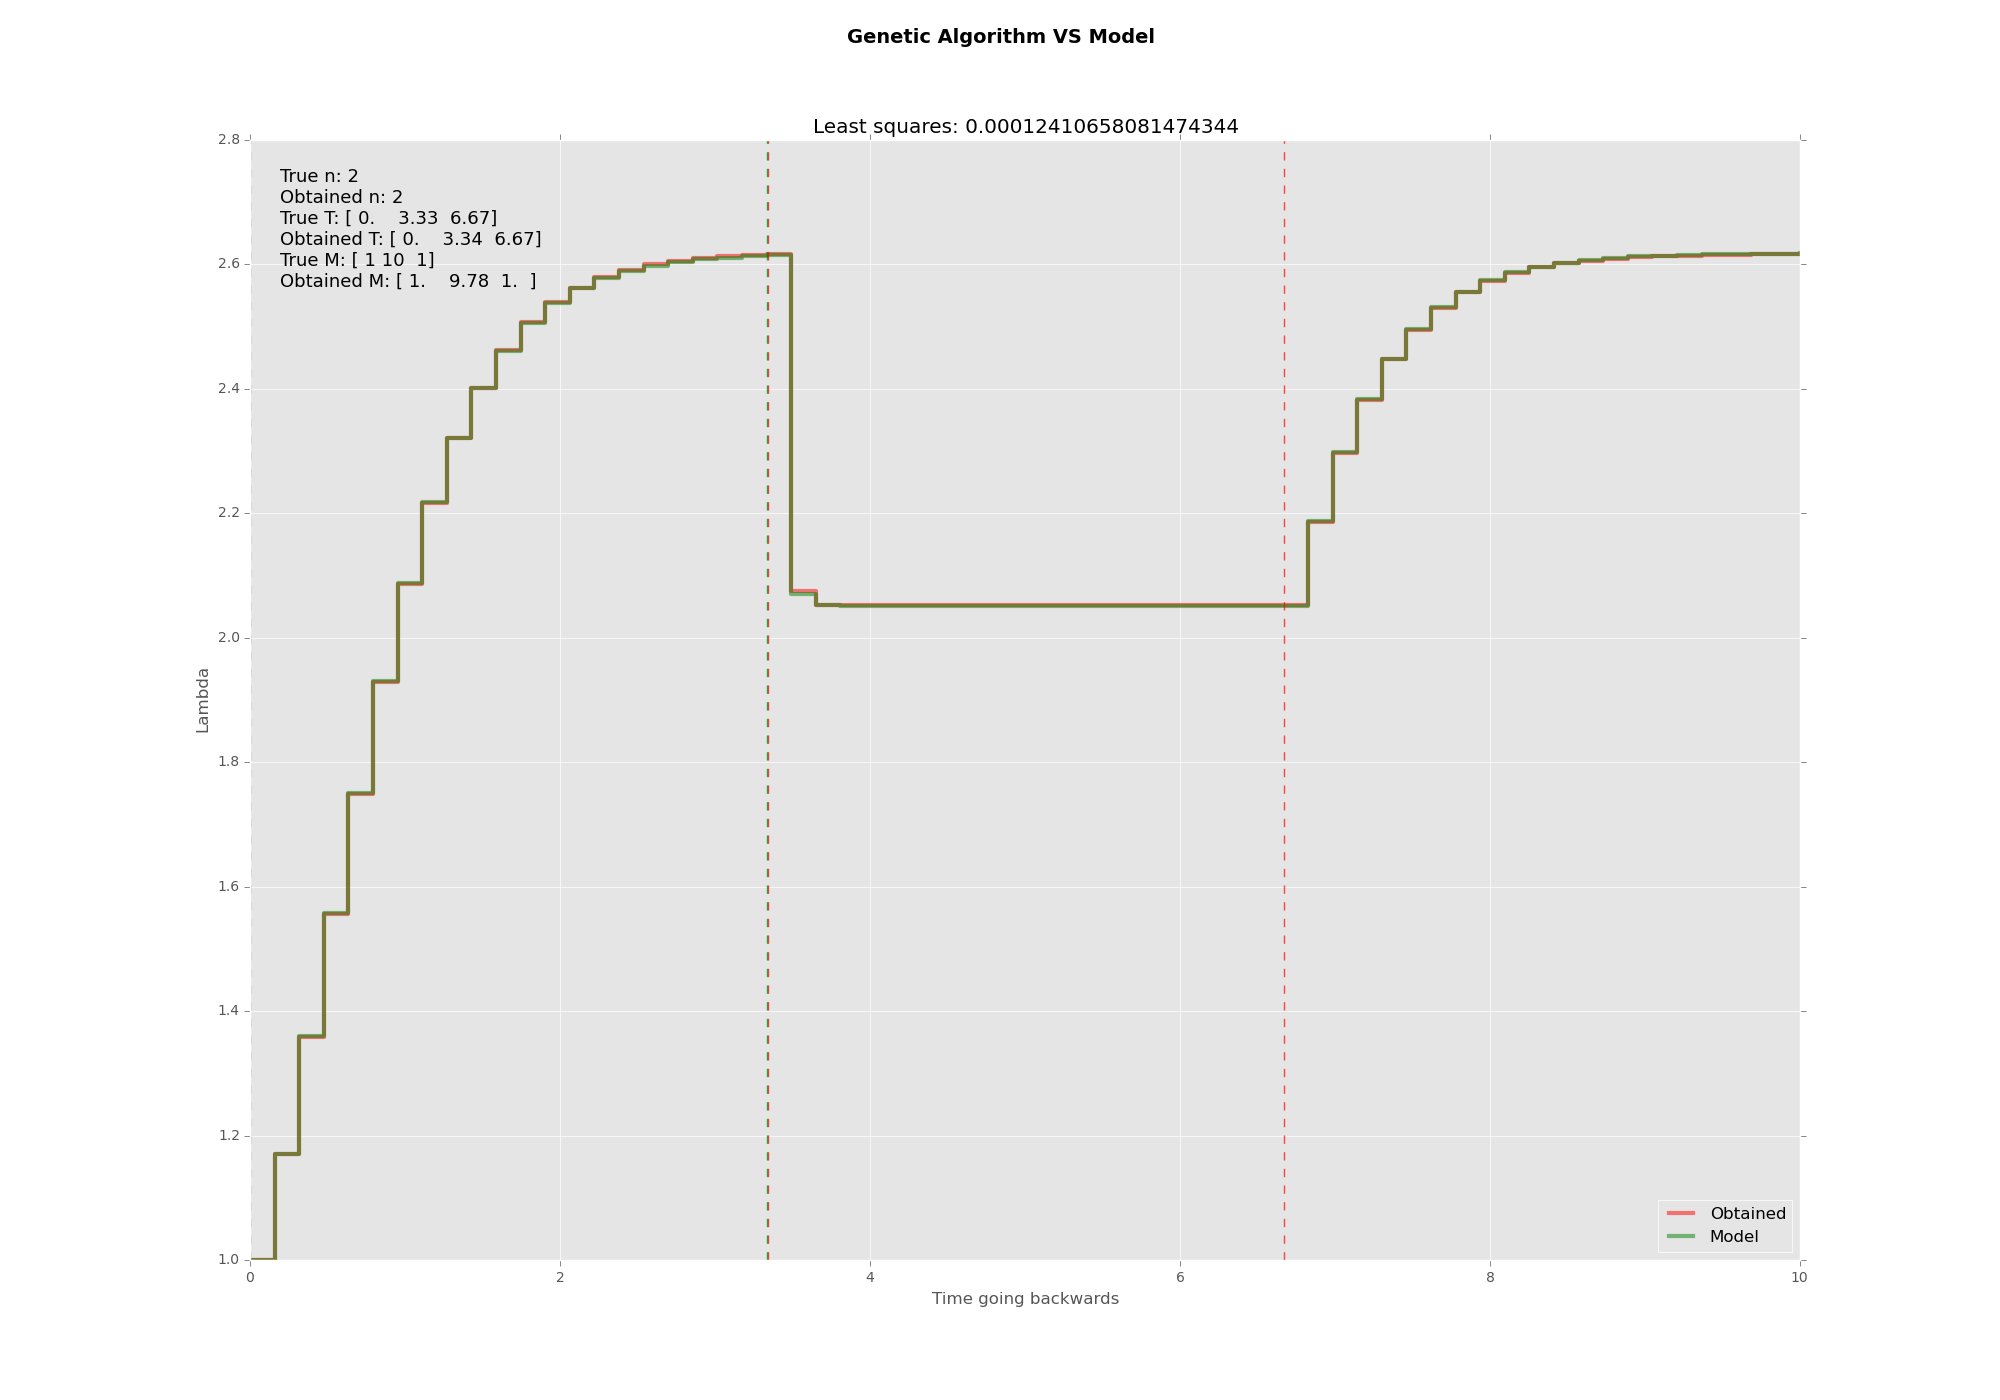 Genetic Algorithm VS Model
Least squares: 0.00012410658081474344
2.8
True n: 2
Obtained n: 2
True T: [ 0.    3.33  6.67]
Obtained T: [ 0.    3.34  6.67]
True M: [ 1 10  1]
Obtained M: [ 1.    9.78  1.  ]
2.6
2.4
2.2
2.0
1.8
1.6
1.4
1.2
1.0
Lambda
Obtained
Model
0 2 4 6 8 10
Time going backwards